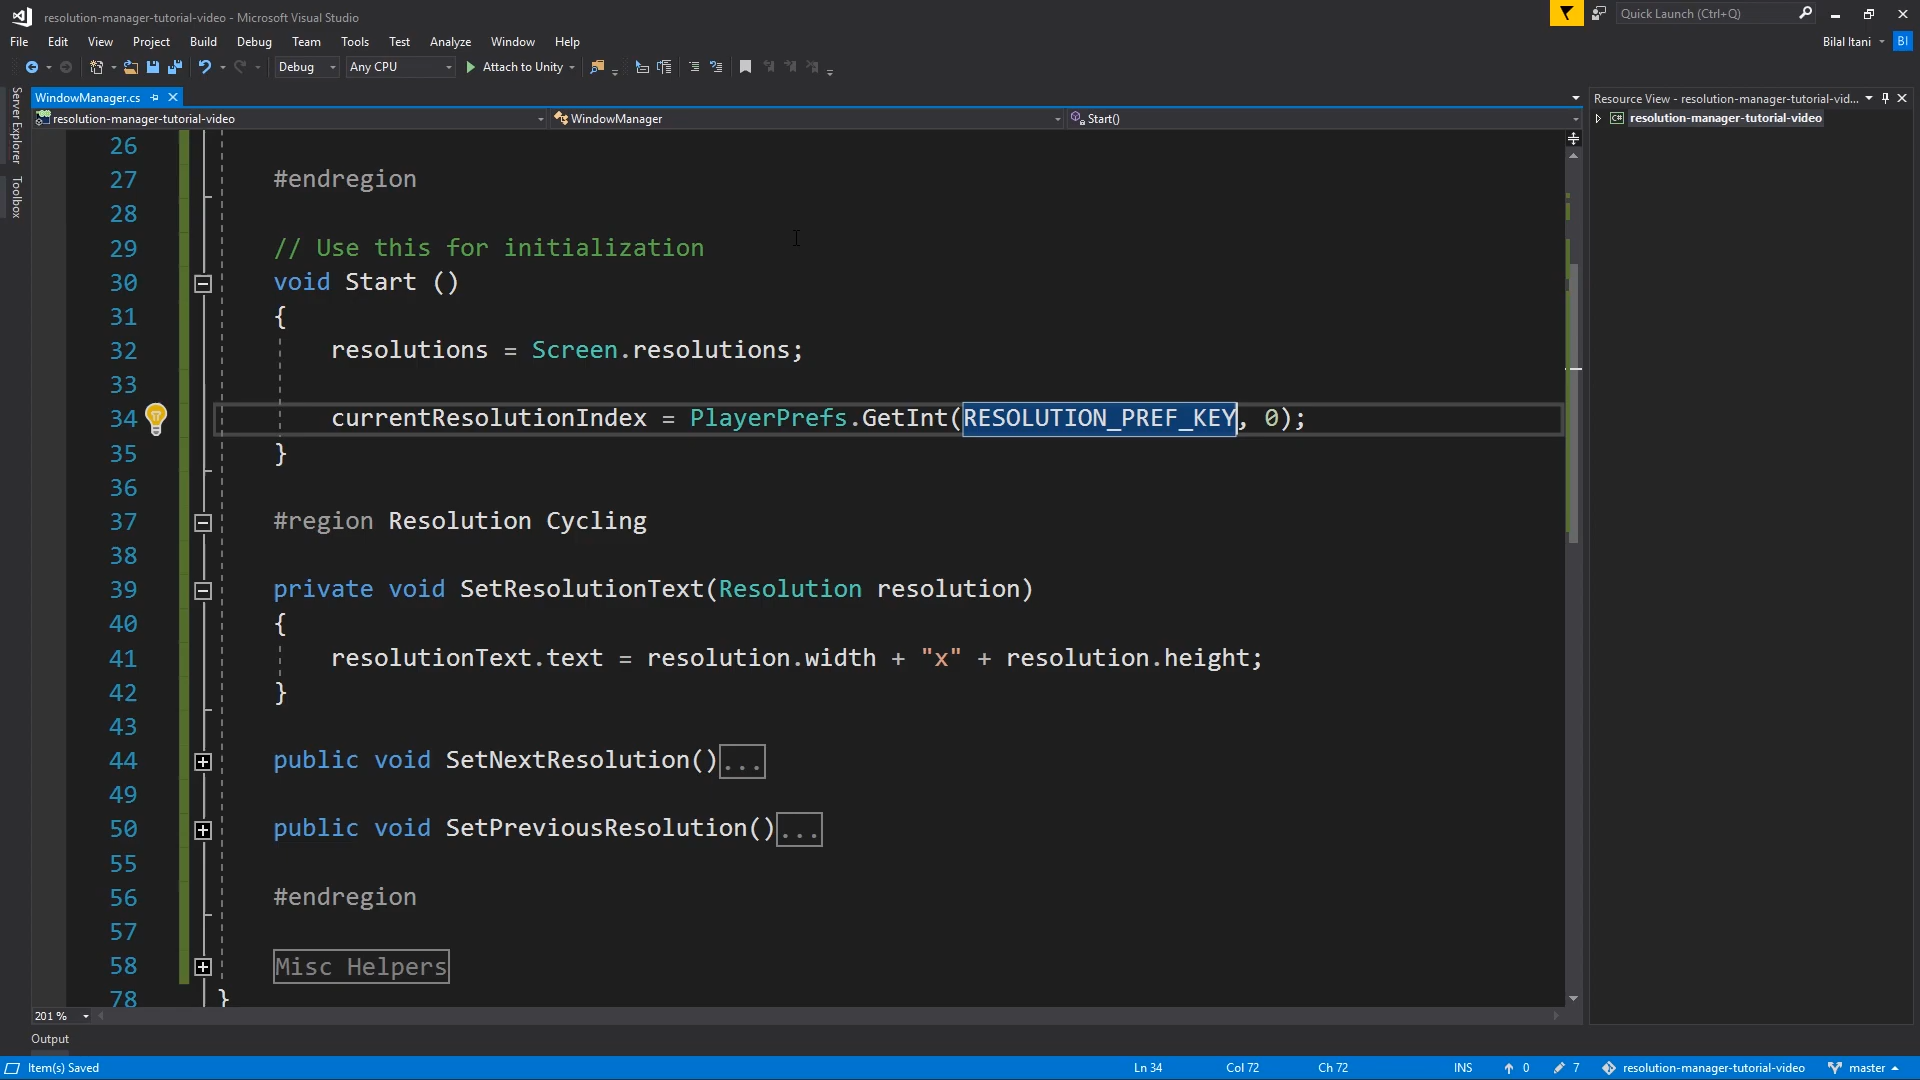 resolution-manager-tutorial-video - Microsoft Visual Studio
Quick Launch (Ctrl+Q)
File Edit View Project Build Debug Team Tools Test Analyze Window Help
Bilal Itani BI
Debug Any CPU Attach to Unity
Server Explorer
Toolbox
WindowManager.cs
resolution-manager-tutorial-video WindowManager Start()
Resource View - resolution-manager-tutorial-vid...
C# resolution-manager-tutorial-video
26
27 #endregion
28
29 // Use this for initialization
30 void Start ()
31 {
32 resolutions = Screen.resolutions;
33
34 currentResolutionIndex = PlayerPrefs.GetInt(RESOLUTION_PREF_KEY, 0);
35 }
36
37 #region Resolution Cycling
38
39 private void SetResolutionText(Resolution resolution)
40 {
41 resolutionText.text = resolution.width + "x" + resolution.height;
42 }
43
44 public void SetNextResolution()...
49
50 public void SetPreviousResolution()...
55
56 #endregion
57
58 Misc Helpers
78 }
201 %
Output
Item(s) Saved Ln 34 Col 72 Ch 72 INS 0 7 resolution-manager-tutorial-video master